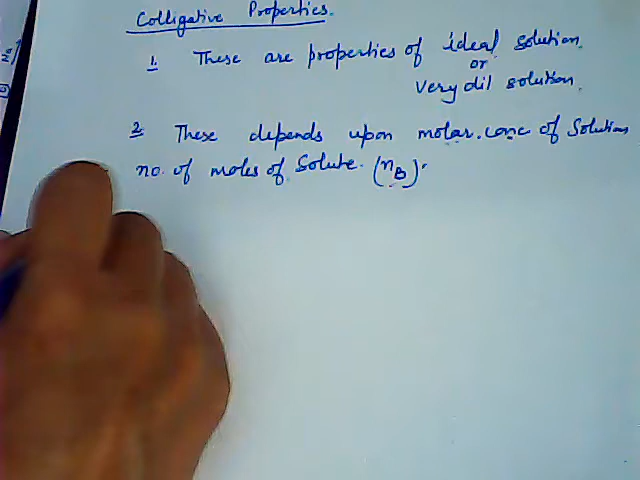 Colligative Properties.
1. These are properties of ideal solution.
or
very dil solution.
2. These depends upon molar. conc of Solution
no. of moles of Solute. (nB).